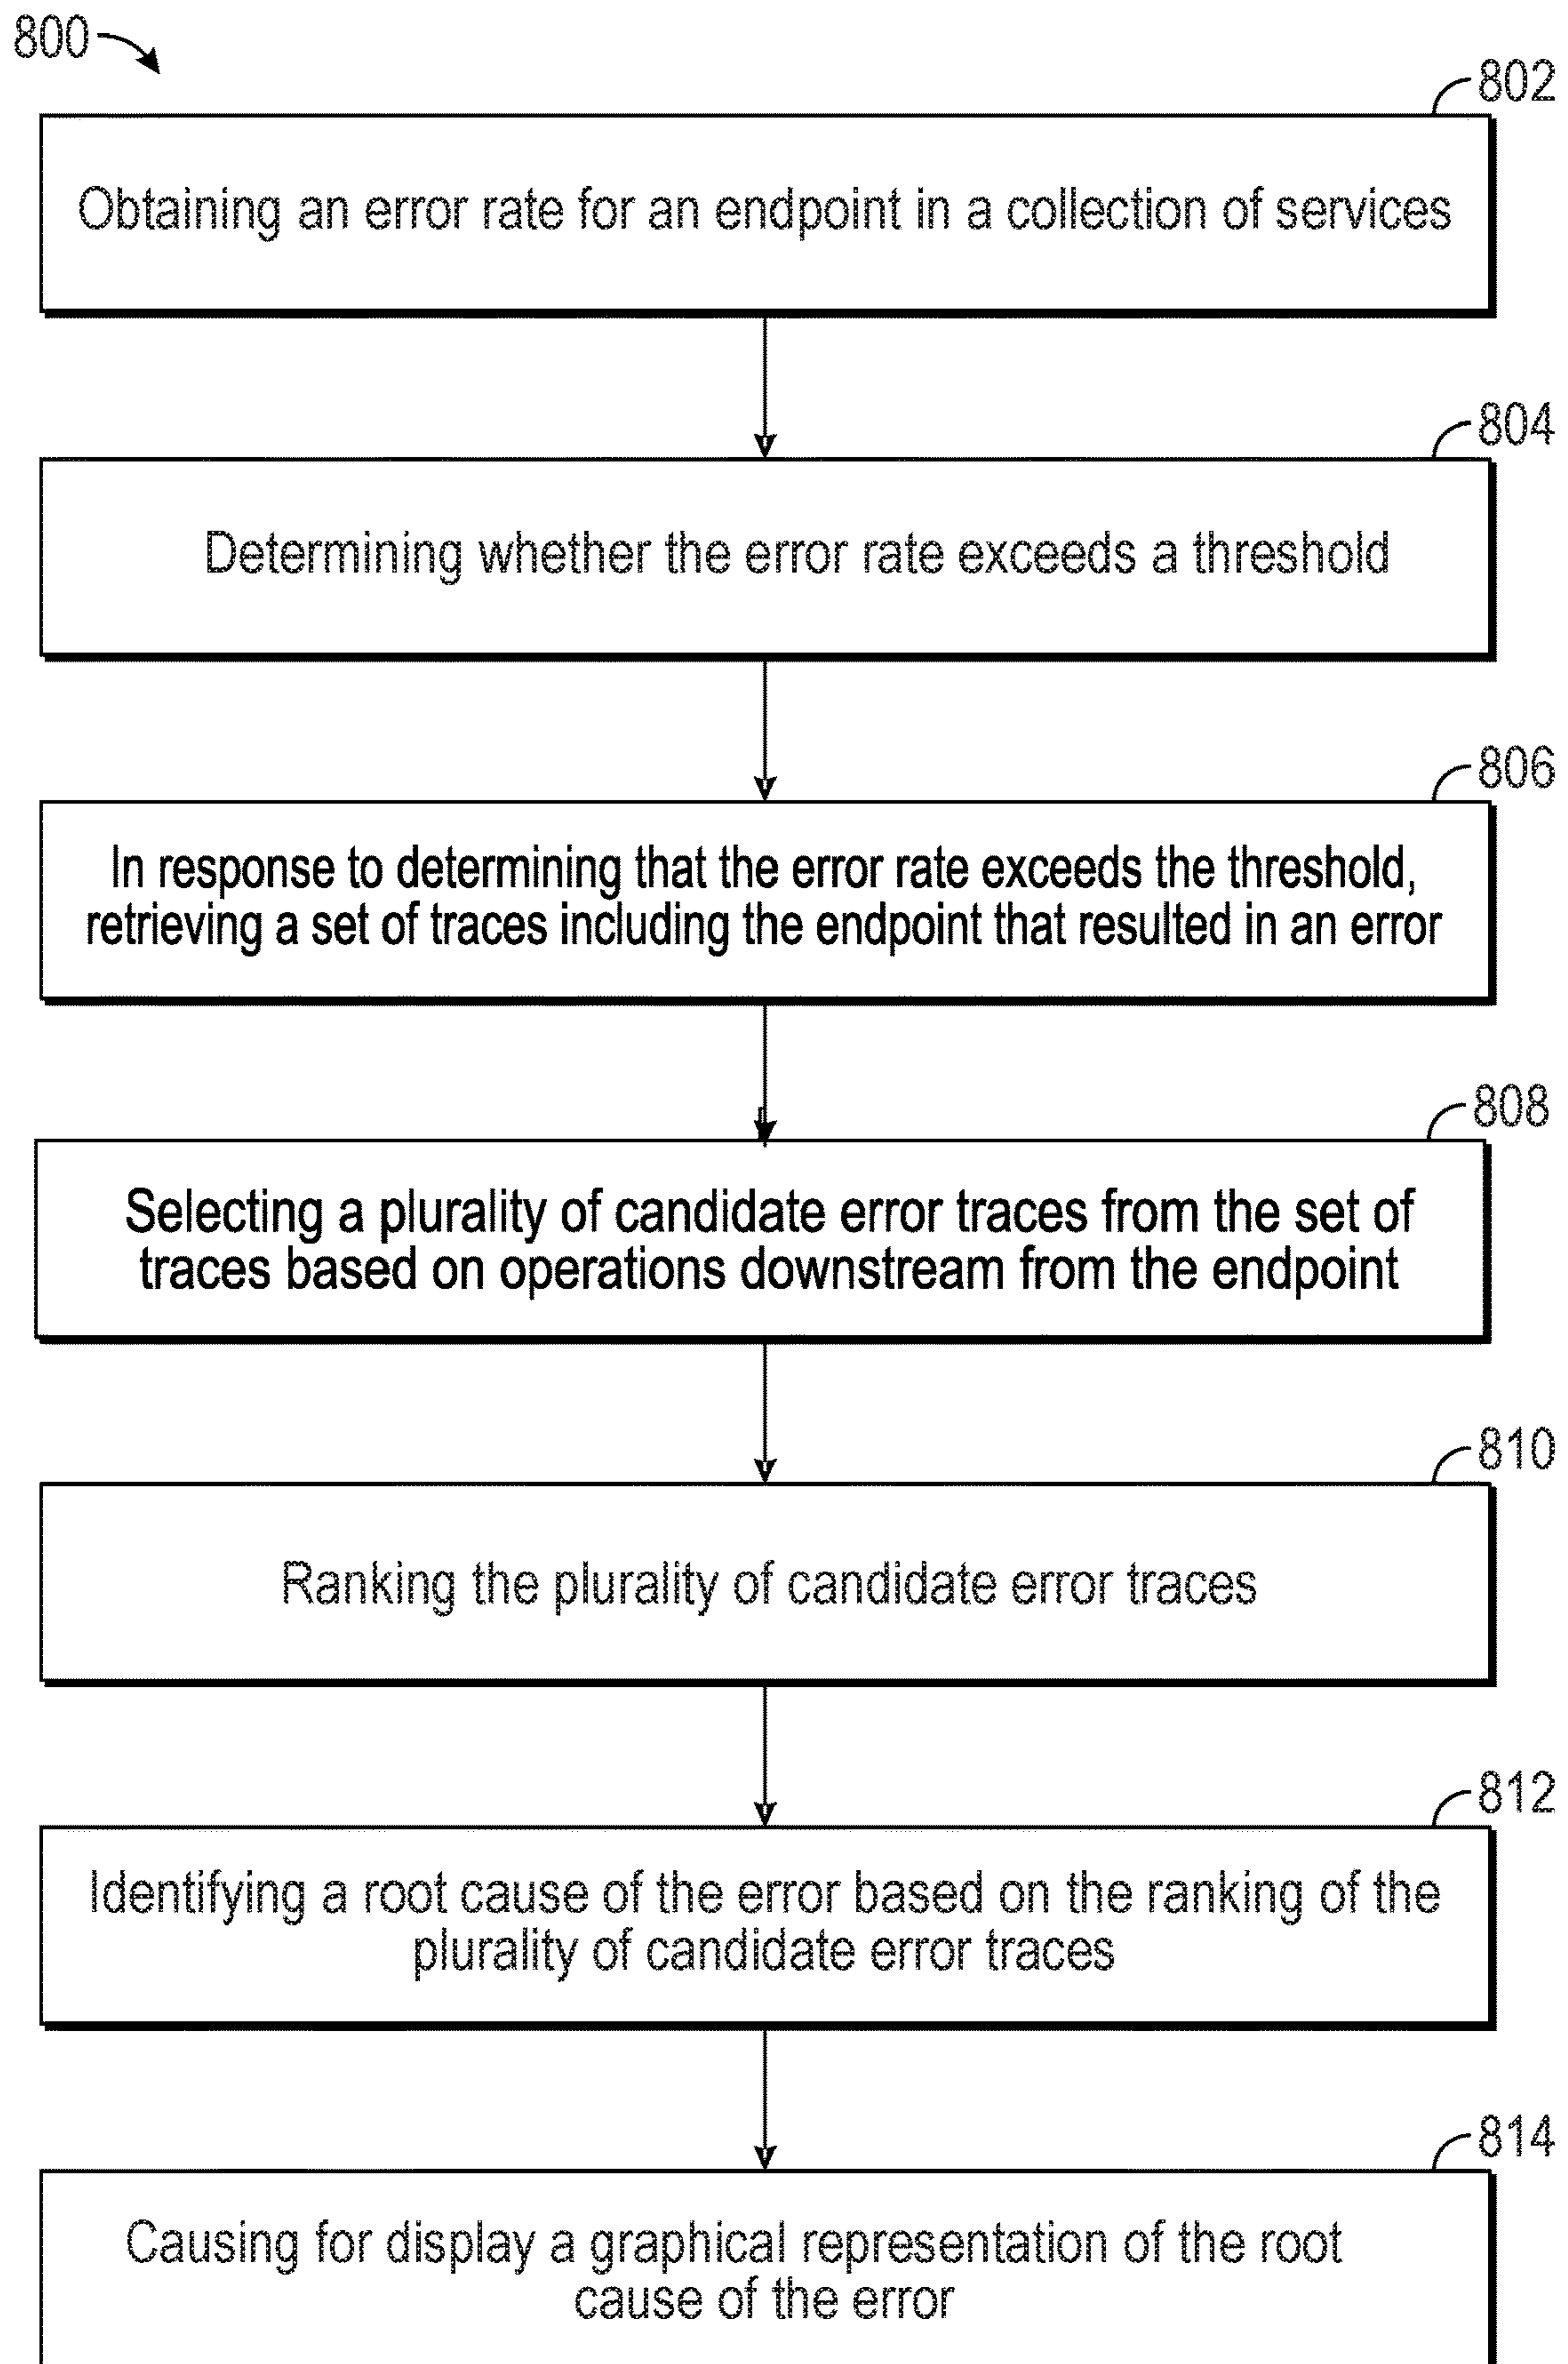 800
802
Obtaining an error rate for an endpoint in a collection of services
804
Determining whether the error rate exceeds a threshold
806
In response to determining that the error rate exceeds the threshold,
retrieving a set of traces including the endpoint that resulted in an error
808
Selecting a plurality of candidate error traces from the set of
traces based on operations downstream from the endpoint
810
Ranking the plurality of candidate error traces
812
Identifying a root cause of the error based on the ranking of the
plurality of candidate error traces
814
Causing for display a graphical representation of the root
cause of the error